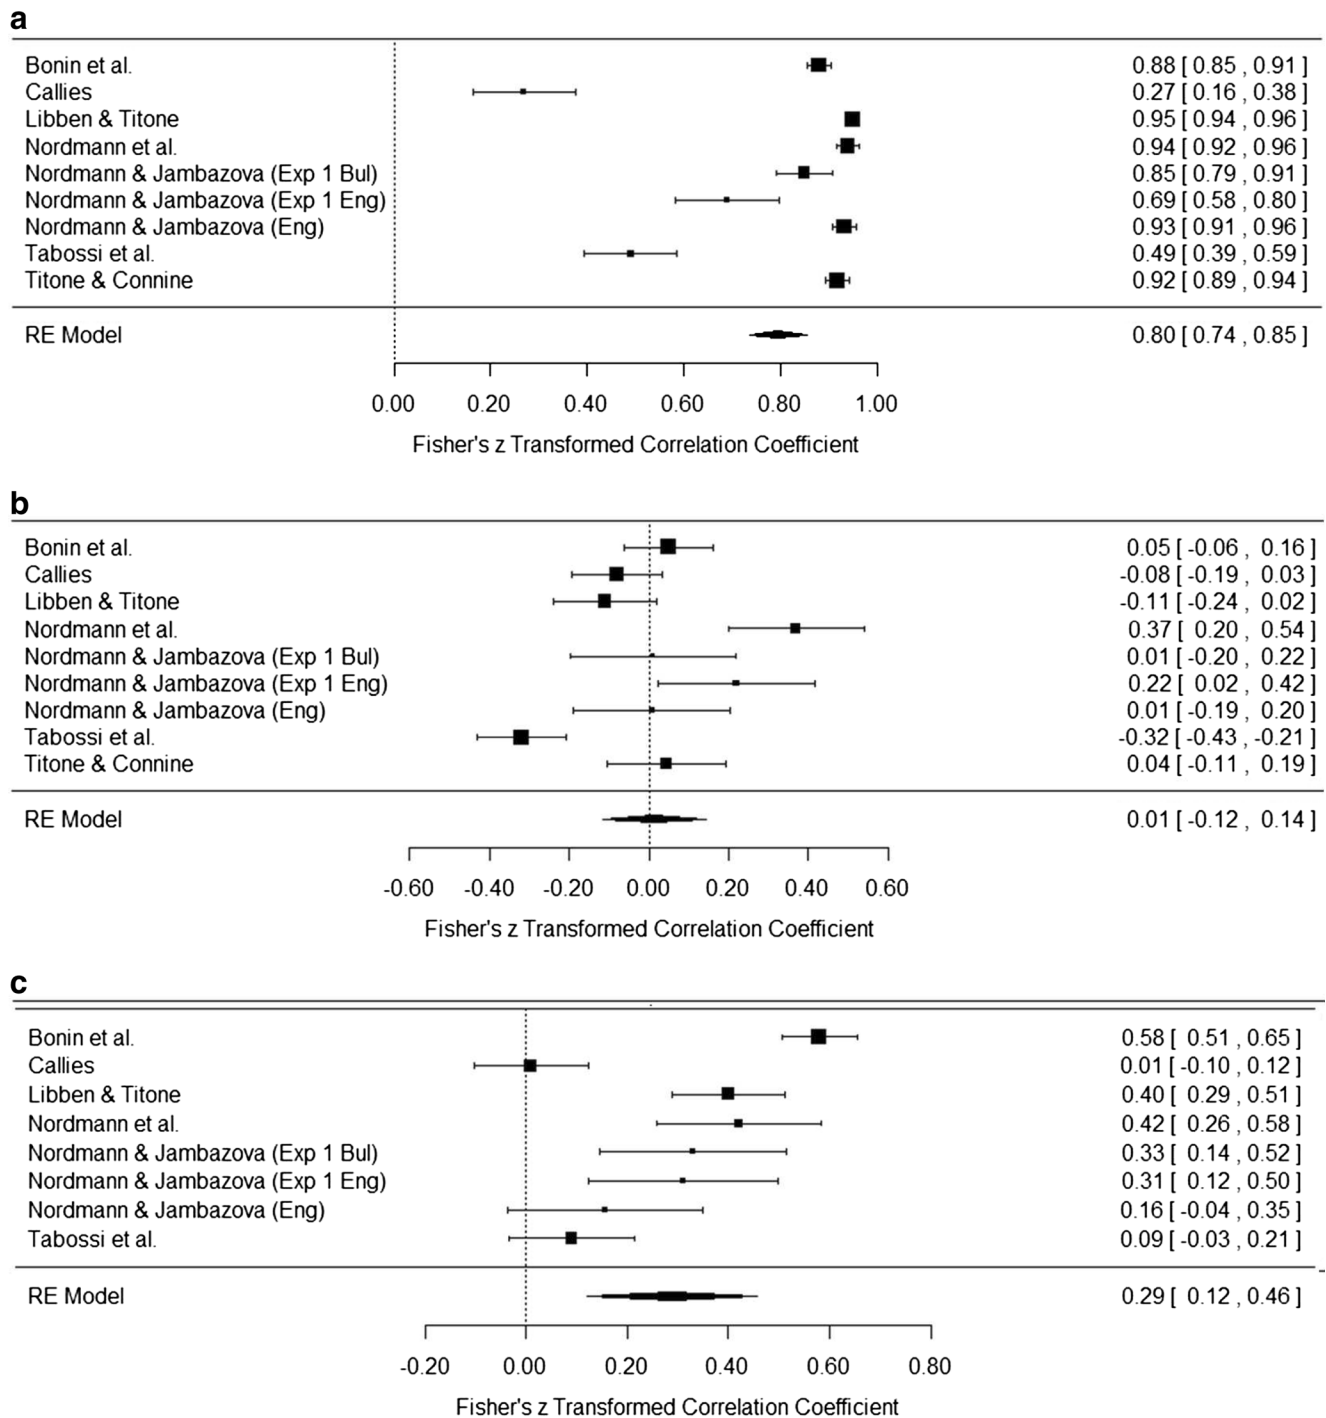 a
Bonin et al. 0.88 [ 0.85 , 0.91 ]
Callies 0.27 [ 0.16 , 0.38 ]
Libben & Titone 0.95 [ 0.94 , 0.96 ]
Nordmann et al. 0.94 [ 0.92 , 0.96 ]
Nordmann & Jambazova (Exp 1 Bul) 0.85 [ 0.79 , 0.91 ]
Nordmann & Jambazova (Exp 1 Eng) 0.69 [ 0.58 , 0.80 ]
Nordmann & Jambazova (Eng) 0.93 [ 0.91 , 0.96 ]
Tabossi et al. 0.49 [ 0.39 , 0.59 ]
Titone & Connine 0.92 [ 0.89 , 0.94 ]
RE Model 0.80 [ 0.74 , 0.85 ]
0.00 0.20 0.40 0.60 0.80 1.00
Fisher's z Transformed Correlation Coefficient
b
Bonin et al. 0.05 [ -0.06 , 0.16 ]
Callies -0.08 [ -0.19 , 0.03 ]
Libben & Titone -0.11 [ -0.24 , 0.02 ]
Nordmann et al. 0.37 [ 0.20 , 0.54 ]
Nordmann & Jambazova (Exp 1 Bul) 0.01 [ -0.20 , 0.22 ]
Nordmann & Jambazova (Exp 1 Eng) 0.22 [ 0.02 , 0.42 ]
Nordmann & Jambazova (Eng) 0.01 [ -0.19 , 0.20 ]
Tabossi et al. -0.32 [ -0.43 , -0.21 ]
Titone & Connine 0.04 [ -0.11 , 0.19 ]
RE Model 0.01 [ -0.12 , 0.14 ]
-0.60 -0.40 -0.20 0.00 0.20 0.40 0.60
Fisher's z Transformed Correlation Coefficient
c
Bonin et al. 0.58 [ 0.51 , 0.65 ]
Callies 0.01 [ -0.10 , 0.12 ]
Libben & Titone 0.40 [ 0.29 , 0.51 ]
Nordmann et al. 0.42 [ 0.26 , 0.58 ]
Nordmann & Jambazova (Exp 1 Bul) 0.33 [ 0.14 , 0.52 ]
Nordmann & Jambazova (Exp 1 Eng) 0.31 [ 0.12 , 0.50 ]
Nordmann & Jambazova (Eng) 0.16 [ -0.04 , 0.35 ]
Tabossi et al. 0.09 [ -0.03 , 0.21 ]
RE Model 0.29 [ 0.12 , 0.46 ]
-0.20 0.00 0.20 0.40 0.60 0.80
Fisher's z Transformed Correlation Coefficient